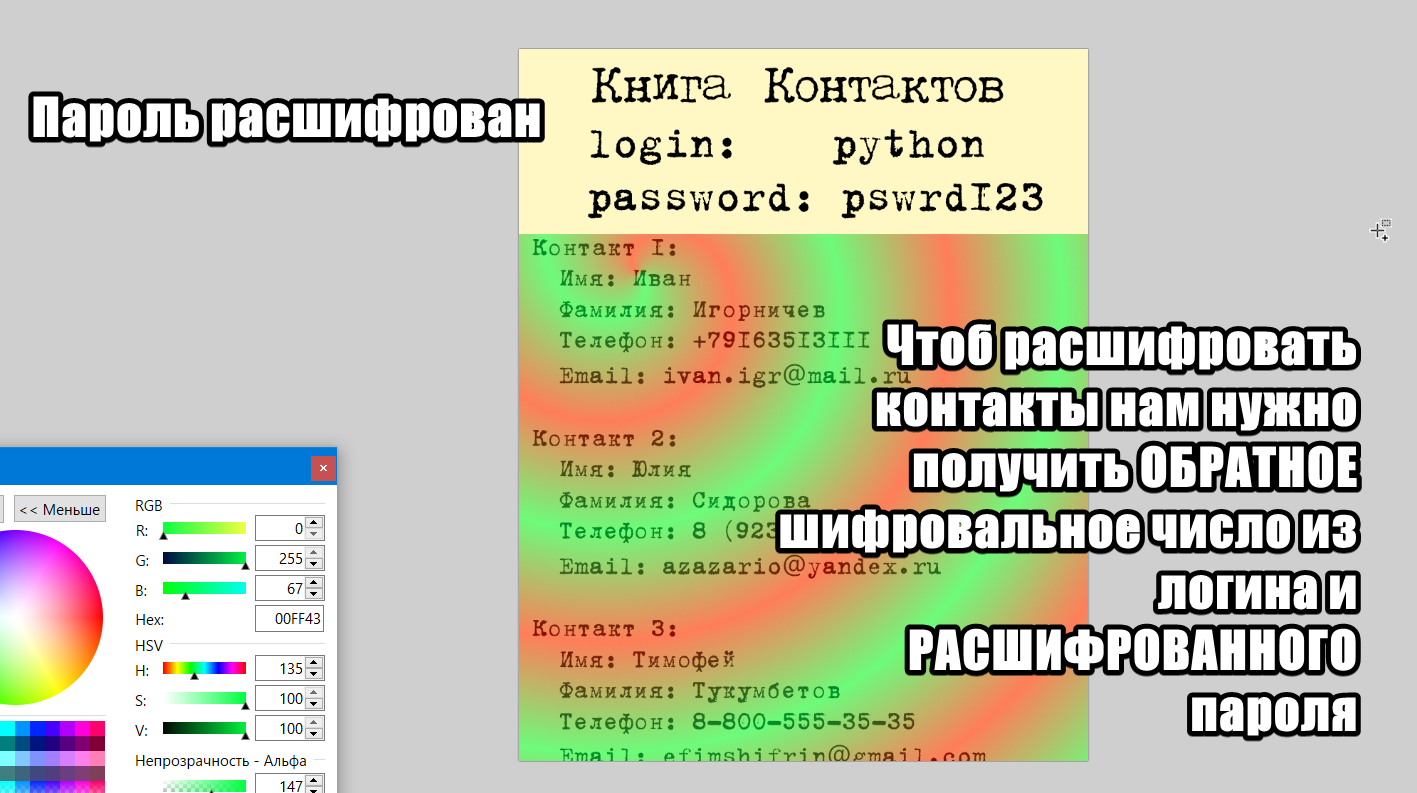 Пароль расшифрован
Книга Контактов
login: python
password: pswrd123
Контакт 1:
Имя: Иван
Фамилия: Игорничев
Телефон: +79163513111
Email: ivan.igr@mail.ru
Контакт 2:
Имя: Юлия
Фамилия: Сидорова
Телефон: 8 (923
Email: azazario@yandex.ru
Контакт 3:
Имя: Тимофей
Фамилия: Тукумбетов
Телефон: 8-800-555-35-35
Email: efimshifrin@gmail.com
Чтоб расшифровать
контакты нам нужно
получить ОБРАТНОЕ
шифровальное число из
логина и
РАСШИФРОВАННОГО
пароля
<< Меньше
RGB
R: 0
G: 255
B: 67
Hex: 00FF43
HSV
H: 135
S: 100
V: 100
Непрозрачность - Альфа
147